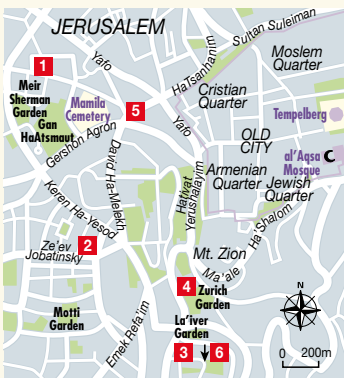 JERUSALEM
Sultan Suleiman
Yafo
HaTsanhanim
Moslem
Quarter
1
Meir
Sherman
Garden
Gan
HaAtsmaut
Mamila
Cemetery
5
Cristian
Quarter
Tempelberg
Gershon Agron
Yafo
OLD
CITY
al'Aqsa
Mosque
David Ha-Melekh
Armenian
Quarter
Jewish
Quarter
Keren Ha-Yesod
Hativat
Yerushalayim
Ha Shalom
Ze'ev
Jobatinsky
2
Mt. Zion
Ma'ale
4
Zurich
Garden
N
Motti
Garden
Emek Refa'im
La'iver
Garden
3
6
0 200m